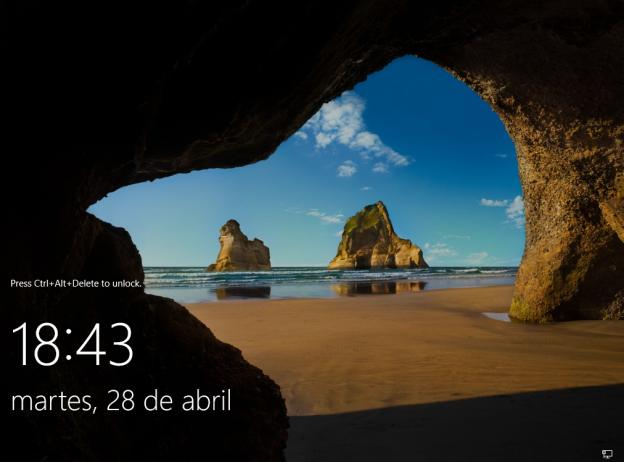 Press Ctrl+Alt+Delete to unlock.
18:43
martes, 28 de abril